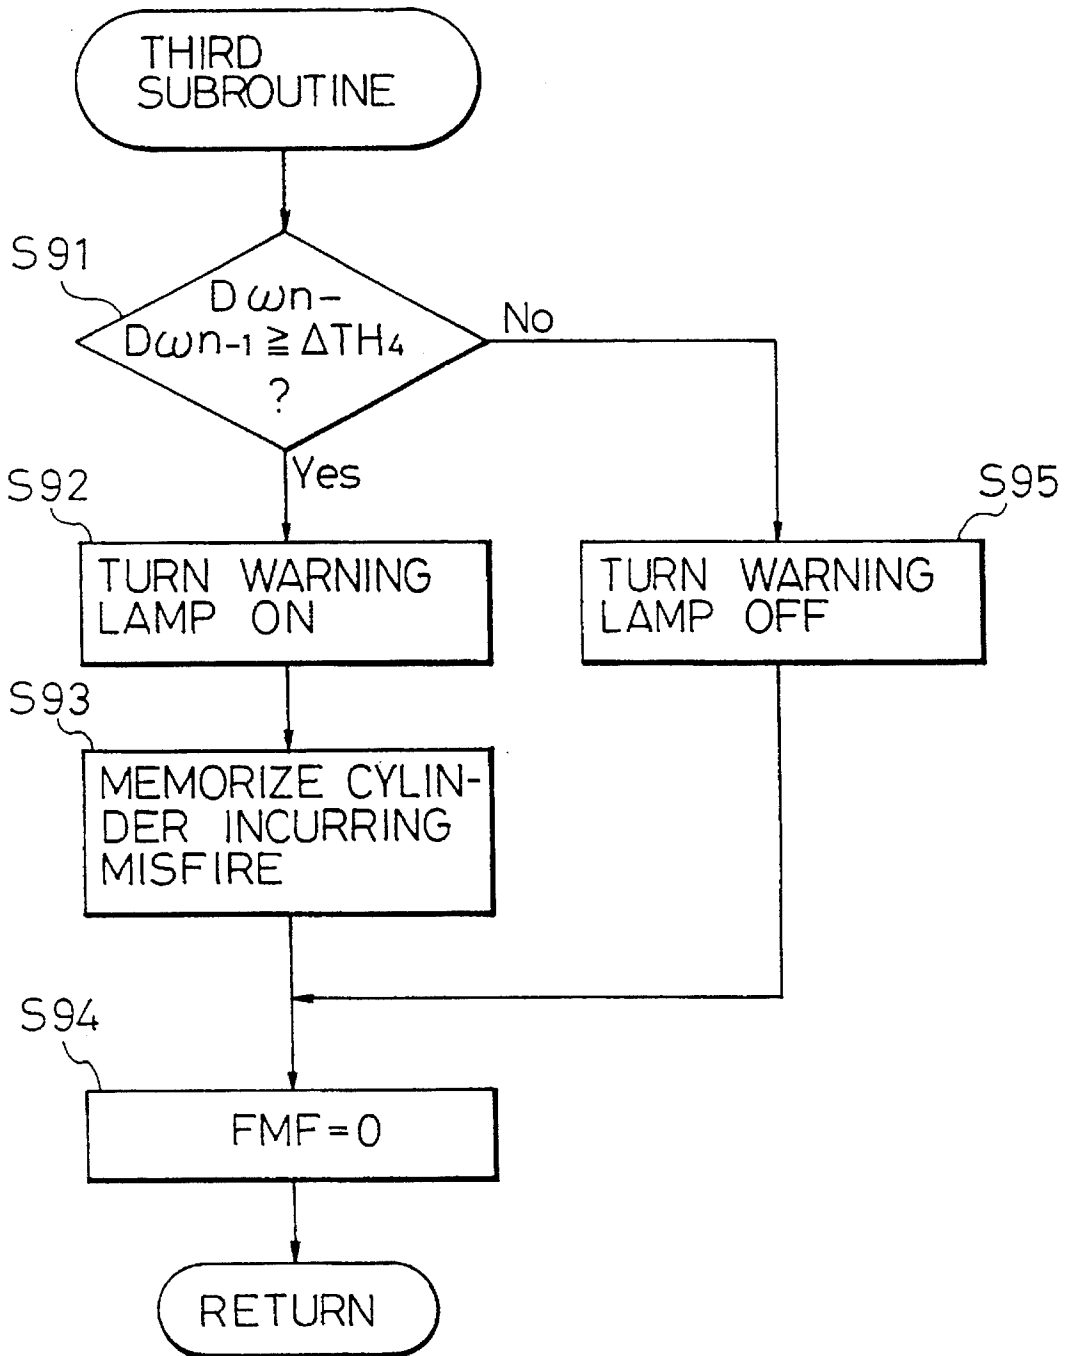 THIRD
SUBROUTINE
S91
Dωn-
Dωn-1 ≧ ΔTH4
?
No
Yes
S92
TURN WARNING
LAMP ON
S95
TURN WARNING
LAMP OFF
S93
MEMORIZE CYLIN-
DER INCURRING
MISFIRE
S94
FMF=0
RETURN